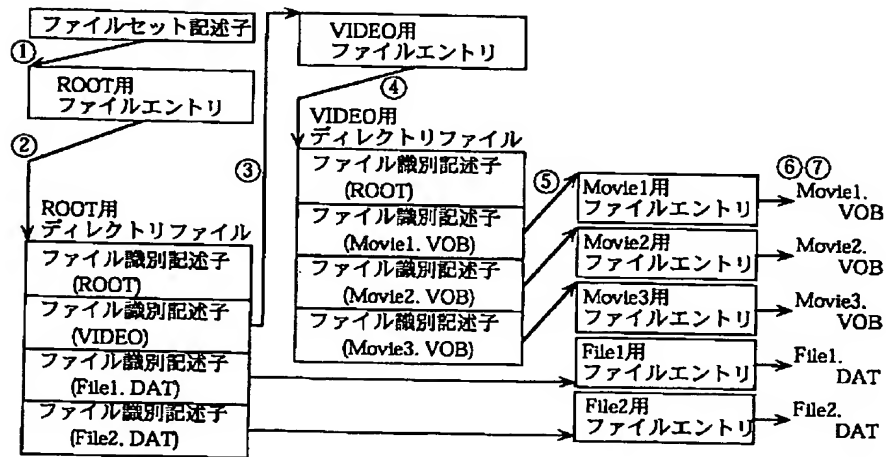 ファイルセット記述子
①
ROOT用
ファイルエントリ
②
ROOT用
ディレクトリファイル
ファイル識別記述子
(ROOT)
ファイル識別記述子
(VIDEO)
ファイル識別記述子
(File1. DAT)
ファイル識別記述子
(File2. DAT)
③
VIDEO用
ファイルエントリ
④
VIDEO用
ディレクトリファイル
ファイル識別記述子
(ROOT)
ファイル識別記述子
(Movie1. VOB)
ファイル識別記述子
(Movie2. VOB)
ファイル識別記述子
(Movie3. VOB)
⑤
Movie1用
ファイルエントリ
Movie2用
ファイルエントリ
Movie3用
ファイルエントリ
File1用
ファイルエントリ
File2用
ファイルエントリ
⑥⑦
Movie1.
VOB
Movie2.
VOB
Movie3.
VOB
File1.
DAT
File2.
DAT